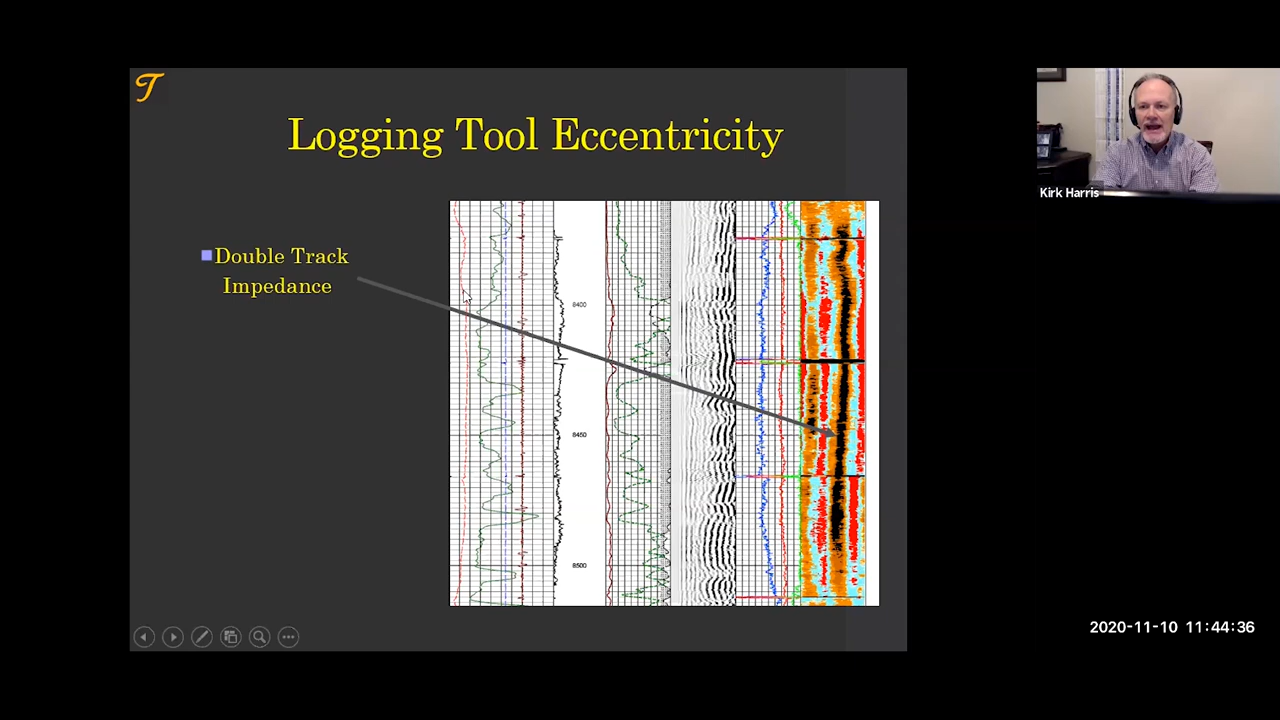 T
Logging Tool Eccentricity
Double Track
Impedance
8400
8450
8500
Kirk Harris
2020-11-10 11:44:36